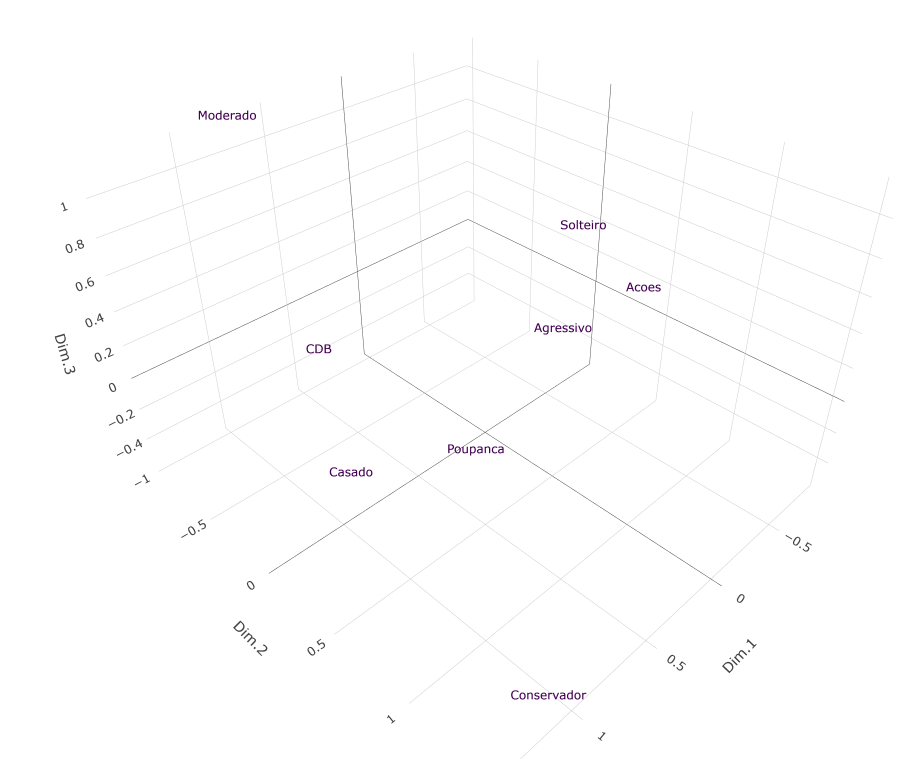 Moderado
Solteiro
Acoes
Agressivo
CDB
Poupanca
Casado
Conservador
1
0.8
0.6
0.4
0.2
0
−0.2
−0.4
Dim.3
−1
−0.5
0
0.5
1
Dim.2
−0.5
0
0.5
1
Dim.1